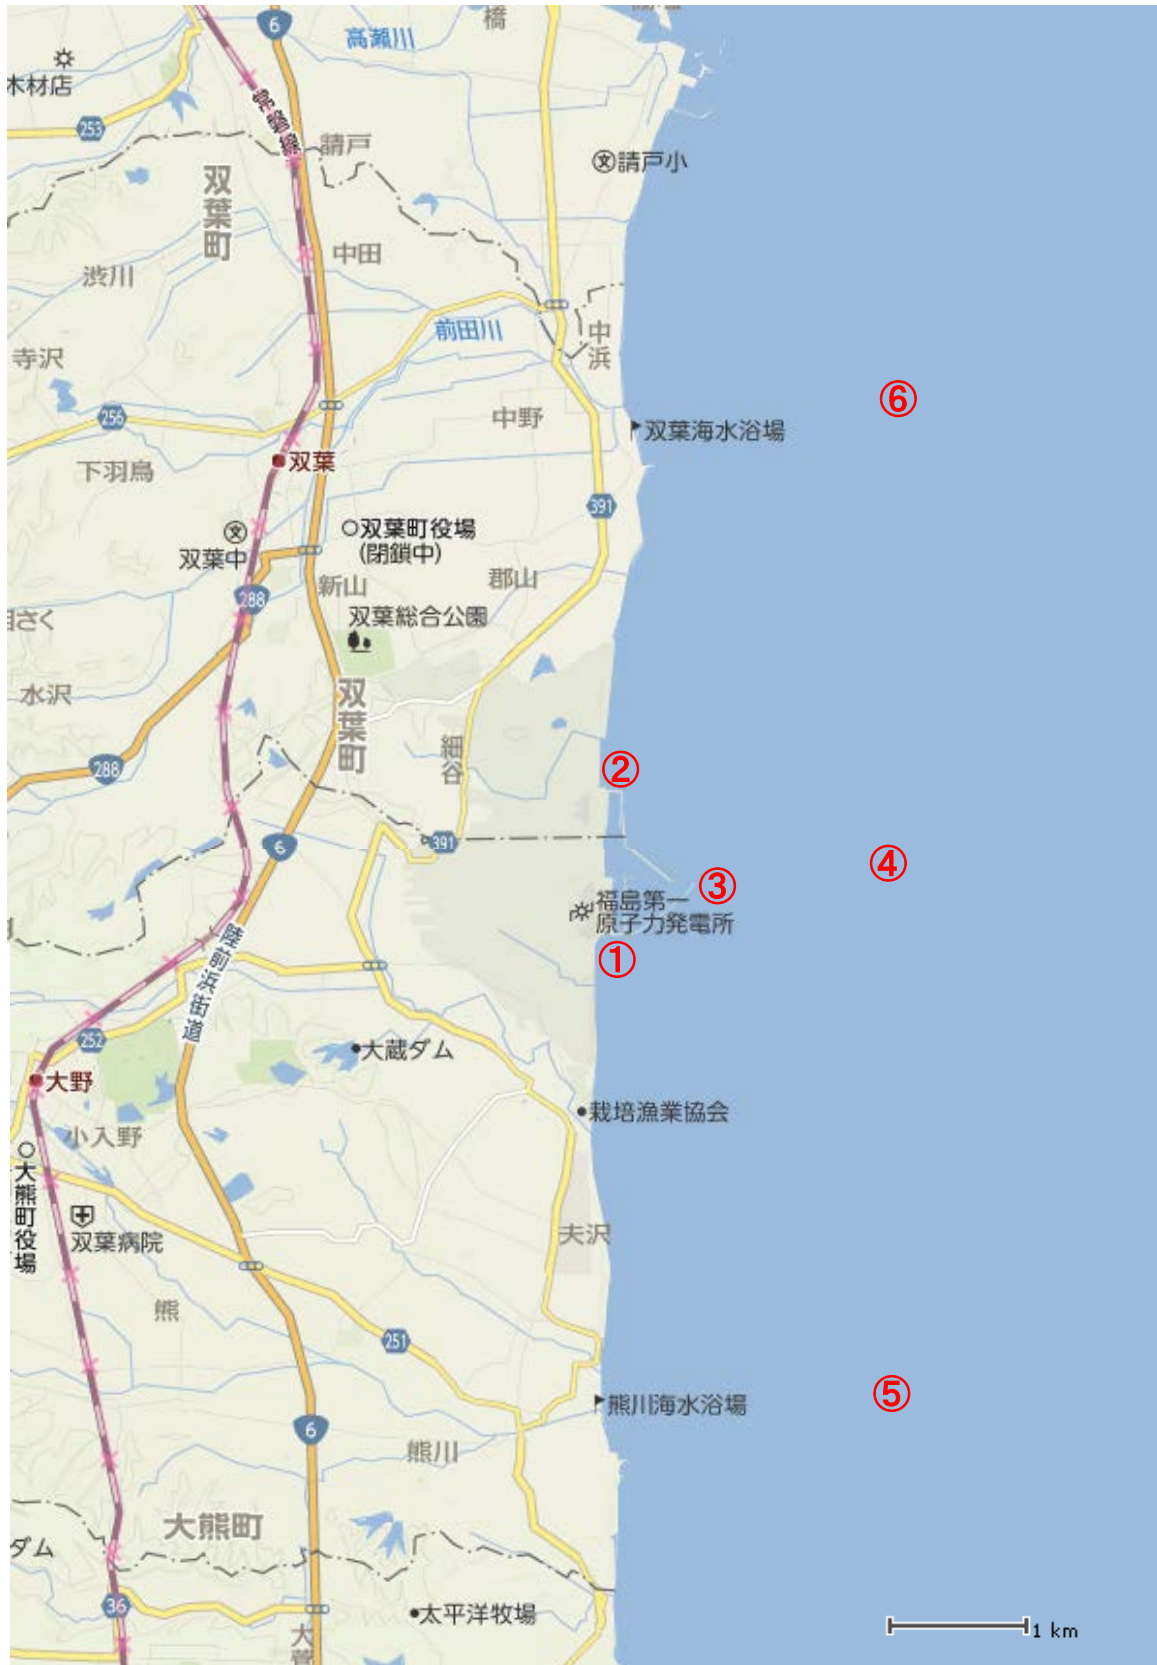 6
橋
高瀬川
木材店
253
常磐線
請戸
請戸小
双葉町
中田
渋川
前田川
中浜
寺沢
⑥
256
中野
双葉海水浴場
下羽鳥
双葉
391
双葉中
双葉町役場
(閉鎖中)
新山
郡山
288
双葉総合公園
水沢
双葉町
細谷
288
②
6
391
④
③
福島第一
原子力発電所
①
陸前浜街道
252
大蔵ダム
大野
栽培漁業協会
小入野
大熊町役場
双葉病院
夫沢
熊
251
⑤
熊川海水浴場
6
熊川
大熊町
ダム
36
太平洋牧場
1 km